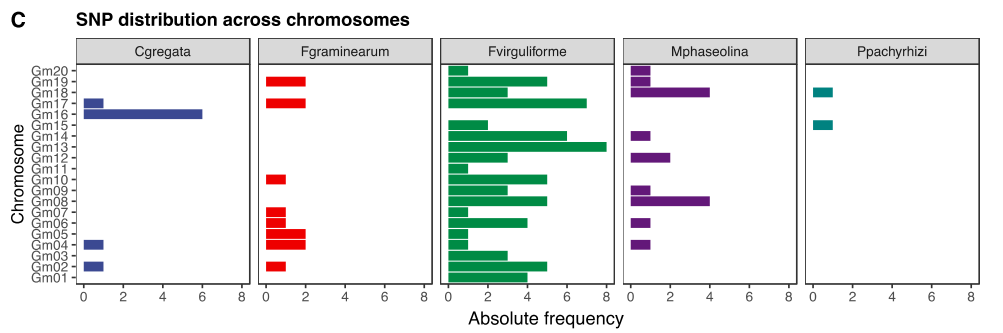 C SNP distribution across chromosomes
Cgregata Fgraminearum Fvirguliforme Mphaseolina Ppachyrhizi
Chromosome
Gm20
Gm19
Gm18
Gm17
Gm16
Gm15
Gm14
Gm13
Gm12
Gm11
Gm10
Gm09
Gm08
Gm07
Gm06
Gm05
Gm04
Gm03
Gm02
Gm01
0 2 4 6 8 0 2 4 6 8 0 2 4 6 8 0 2 4 6 8 0 2 4 6 8
Absolute frequency